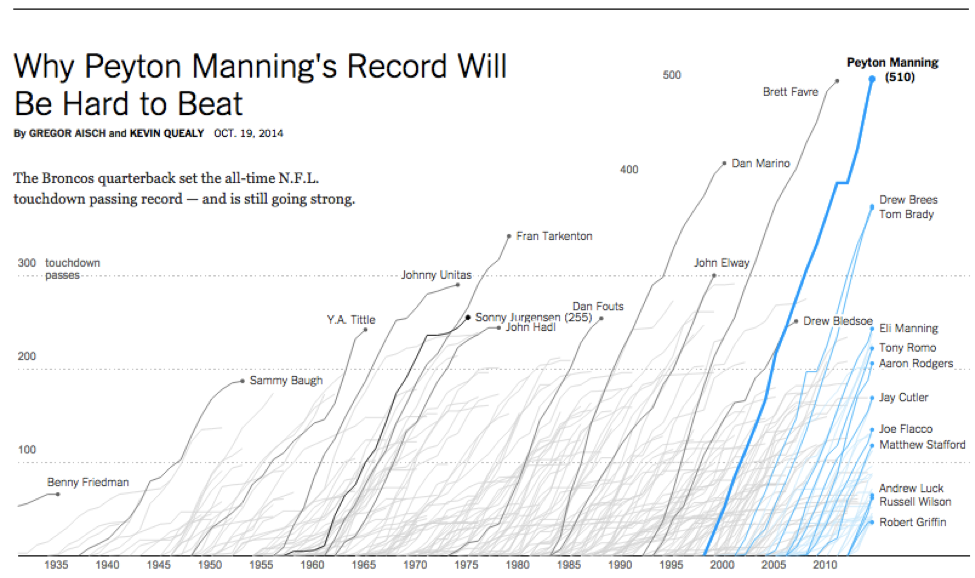 Why Peyton Manning's Record Will
Be Hard to Beat
By GREGOR AISCH and KEVIN QUEALY OCT. 19, 2014
The Broncos quarterback set the all-time N.F.L.
touchdown passing record — and is still going strong.
500
Peyton Manning
(510)
Brett Favre
400
Dan Marino
Drew Brees
Tom Brady
Fran Tarkenton
300 touchdown
passes
Johnny Unitas
John Elway
Y.A. Tittle
Sonny Jurgensen (255)
John Hadl
Dan Fouts
Drew Bledsoe
Eli Manning
200
Tony Romo
Aaron Rodgers
Sammy Baugh
Jay Cutler
Joe Flacco
100
Matthew Stafford
Benny Friedman
Andrew Luck
Russell Wilson
Robert Griffin
1935 1940 1945 1950 1955 1960 1965 1970 1975 1980 1985 1990 1995 2000 2005 2010